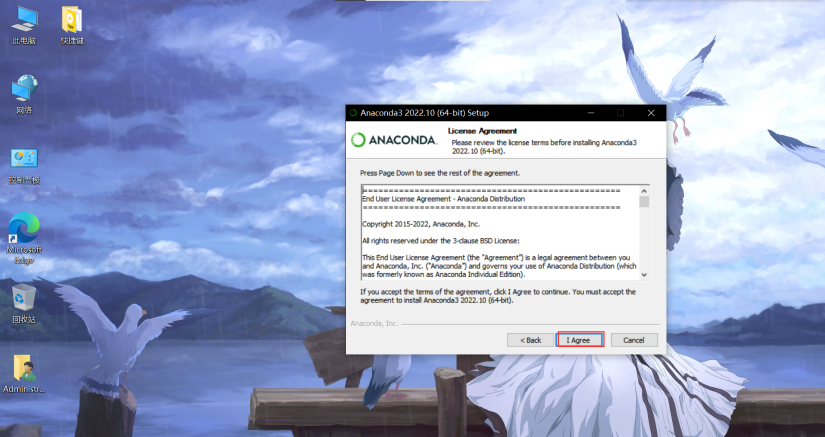 此电脑
快捷键
网络
控制面板
Microsoft
Edge
回收站
Administr...
Anaconda3 2022.10 (64-bit) Setup
ANACONDA.
License Agreement
Please review the license terms before installing Anaconda3
2022.10 (64-bit).
Press Page Down to see the rest of the agreement.
======================================================
End User License Agreement - Anaconda Distribution
======================================================
Copyright 2015-2022, Anaconda, Inc.
All rights reserved under the 3-clause BSD License:
This End User License Agreement (the "Agreement") is a legal agreement between you
and Anaconda, Inc. ("Anaconda") and governs your use of Anaconda Distribution (which
was formerly known as Anaconda Individual Edition).
If you accept the terms of the agreement, click I Agree to continue. You must accept the
agreement to install Anaconda3 2022.10 (64-bit).
Anaconda, Inc.
< Back
I Agree
Cancel